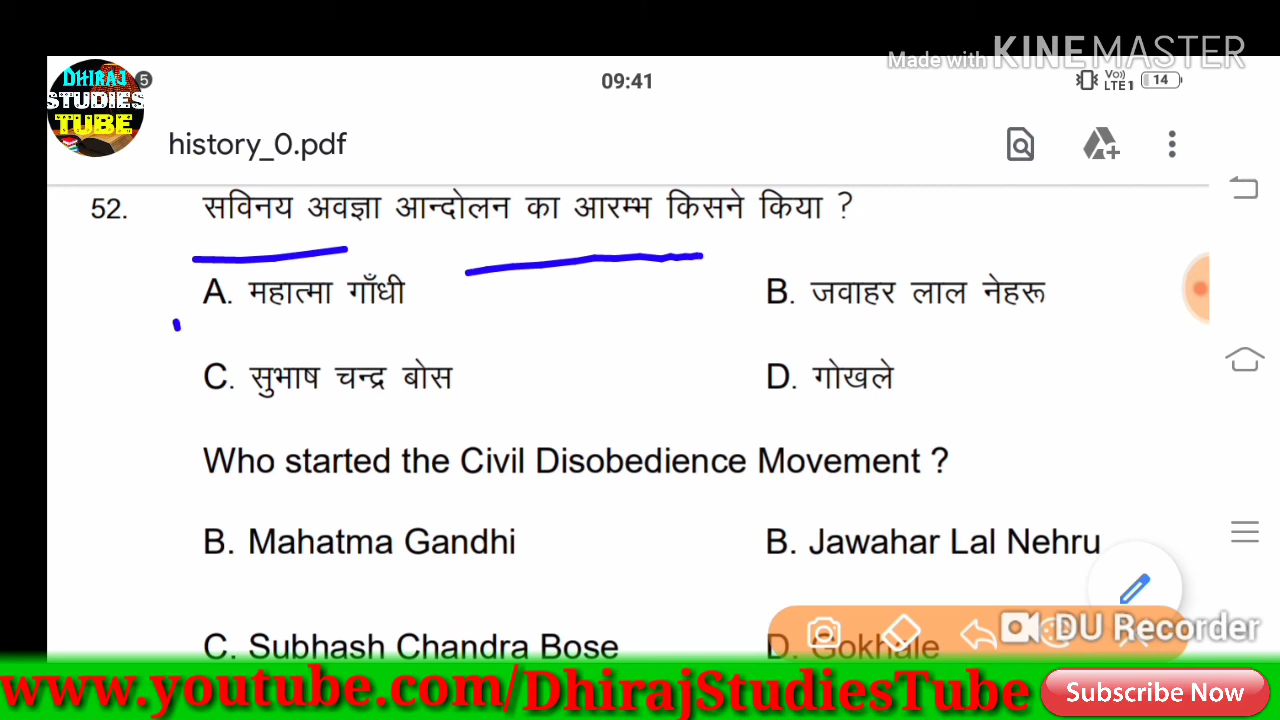 Made with KINEMASTER
DHIRAJ 5
STUDIES
TUBE
09:41
Vo)) LTE1 14
history_0.pdf
52. सविनय अवज्ञा आन्दोलन का आरम्भ किसने किया ?
A. महात्मा गाँधी B. जवाहर लाल नेहरू
C. सुभाष चन्द्र बोस D. गोखले
Who started the Civil Disobedience Movement ?
B. Mahatma Gandhi B. Jawahar Lal Nehru
C. Subhash Chandra Bose D. Gokhale
DU Recorder
www.youtube.com/DhirajStudiesTube Subscribe Now